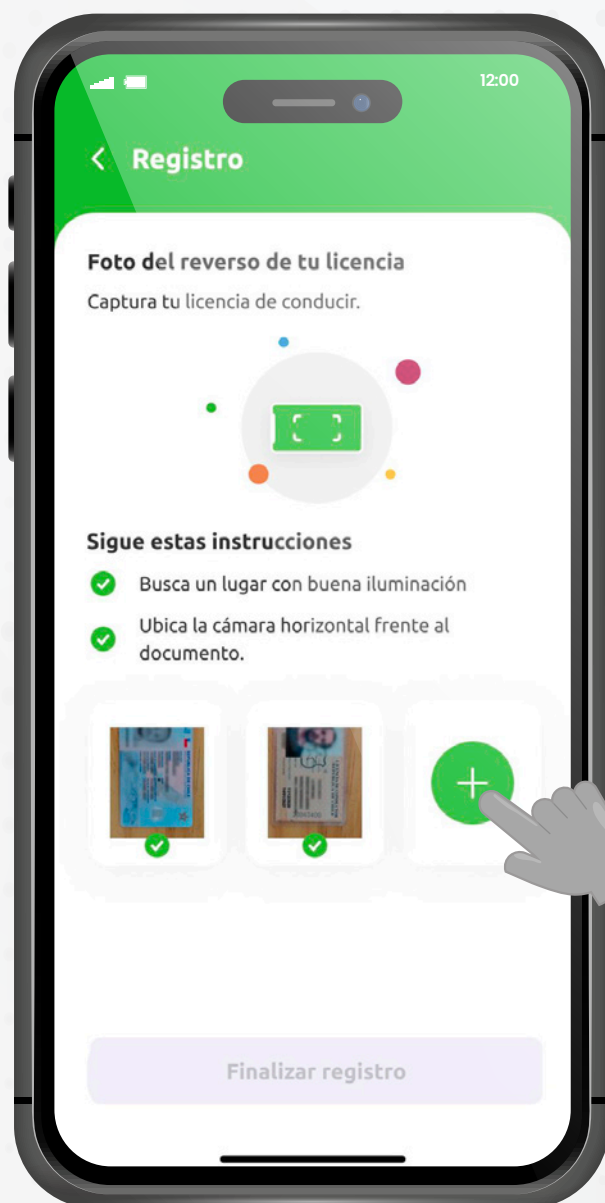 12:00
Registro
Foto del reverso de tu licencia
Captura tu licencia de conducir.
Sigue estas instrucciones
Busca un lugar con buena iluminación
Ubica la cámara horizontal frente al
documento.
Finalizar registro